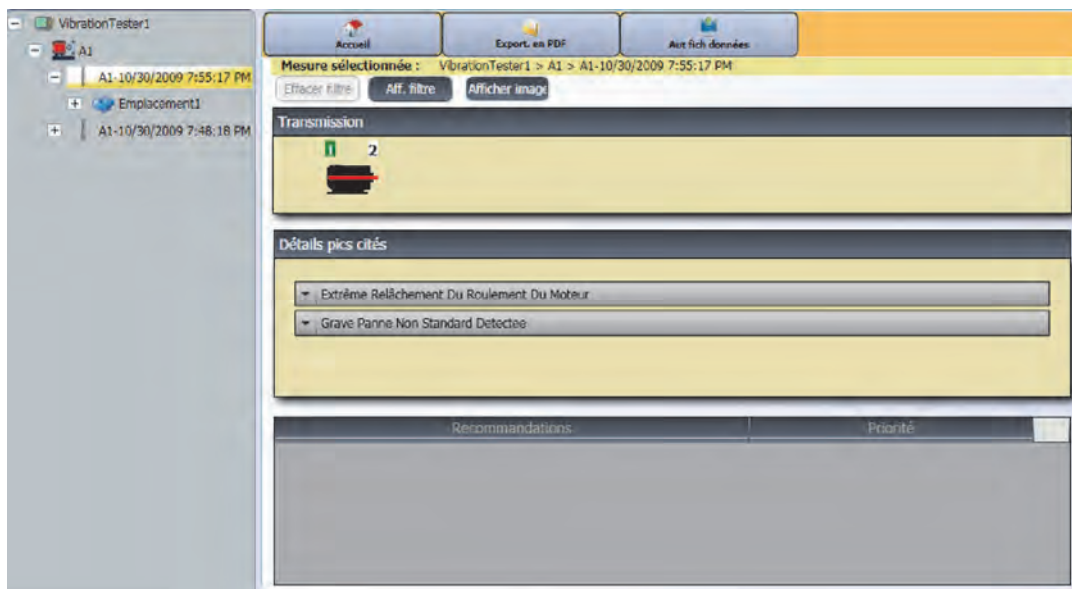 VibrationTester1
A1
A1-10/30/2009 7:55:17 PM
Emplacement1
A1-10/30/2009 7:48:18 PM
Accueil
Export. en PDF
Aut fich données
Mesure sélectionnée : VibrationTester1 > A1 > A1-10/30/2009 7:55:17 PM
Effacer filtre
Aff. filtre
Afficher image
Transmission
1 2
Détails pics cités
Extrême Relâchement Du Roulement Du Moteur
Grave Panne Non Standard Detectee
Recommandations Priorité